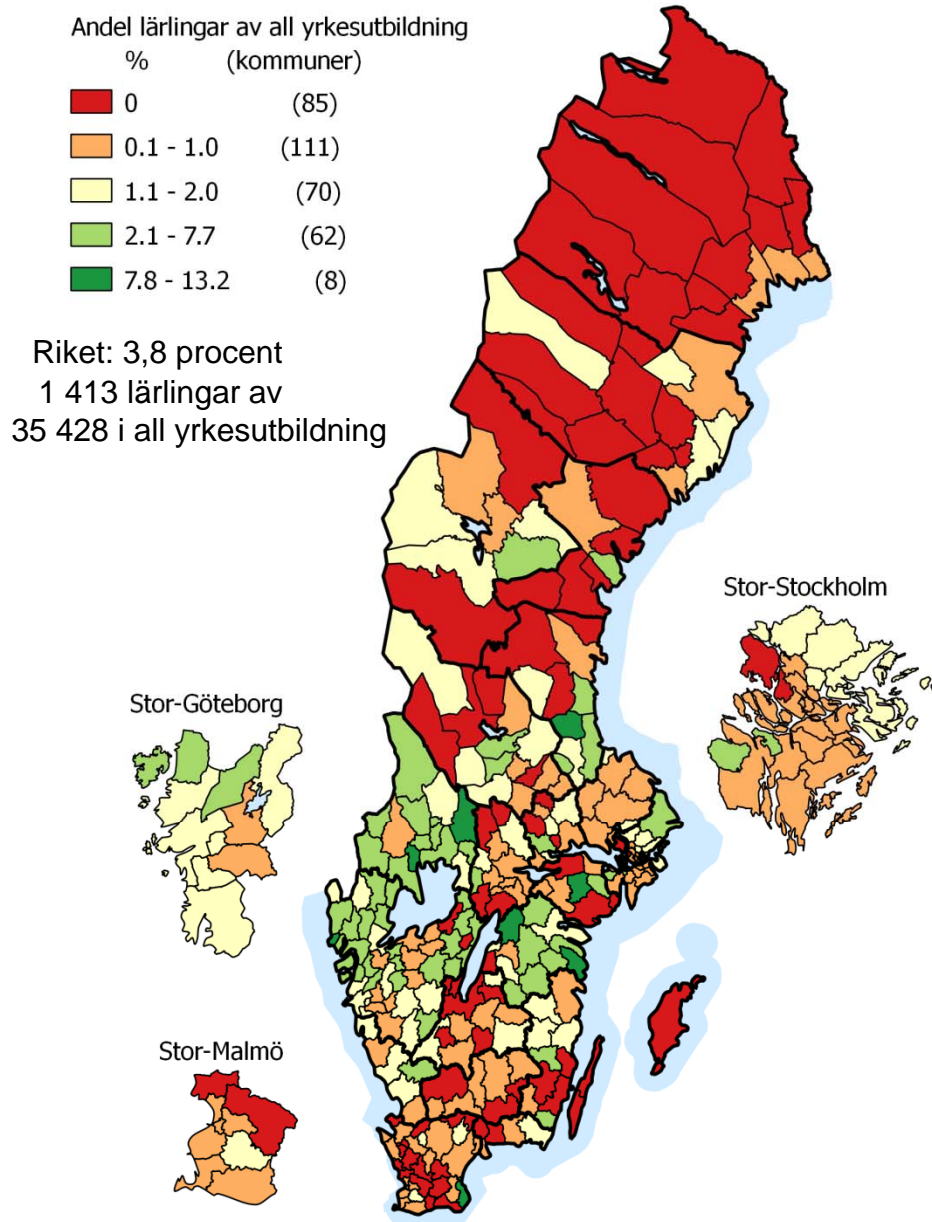 Andel lärlingar av all yrkesutbildning
% (kommuner)
0 (85)
0.1 - 1.0 (111)
1.1 - 2.0 (70)
2.1 - 7.7 (62)
7.8 - 13.2 (8)
Riket: 3,8 procent
1 413 lärlingar av
35 428 i all yrkesutbildning
Stor-Stockholm
Stor-Göteborg
Stor-Malmö